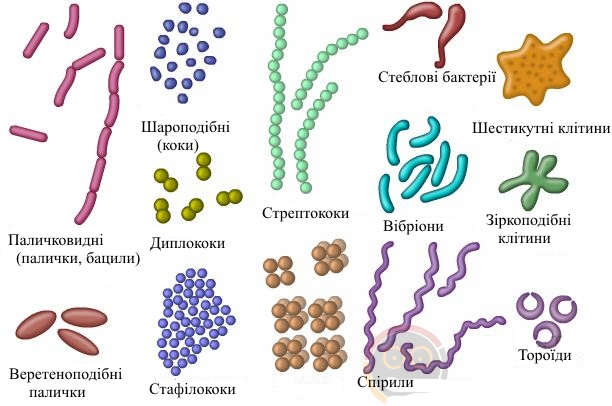 Стеблові бактерії
Шароподібні
(коки)
Шестикутні клітини
Стрептококи
Вібріони
Зіркоподібні
клітини
Паличковидні
(палички, бацили)
Диплококи
Тороїди
Веретеноподібні
палички
Стафілококи
Спірили